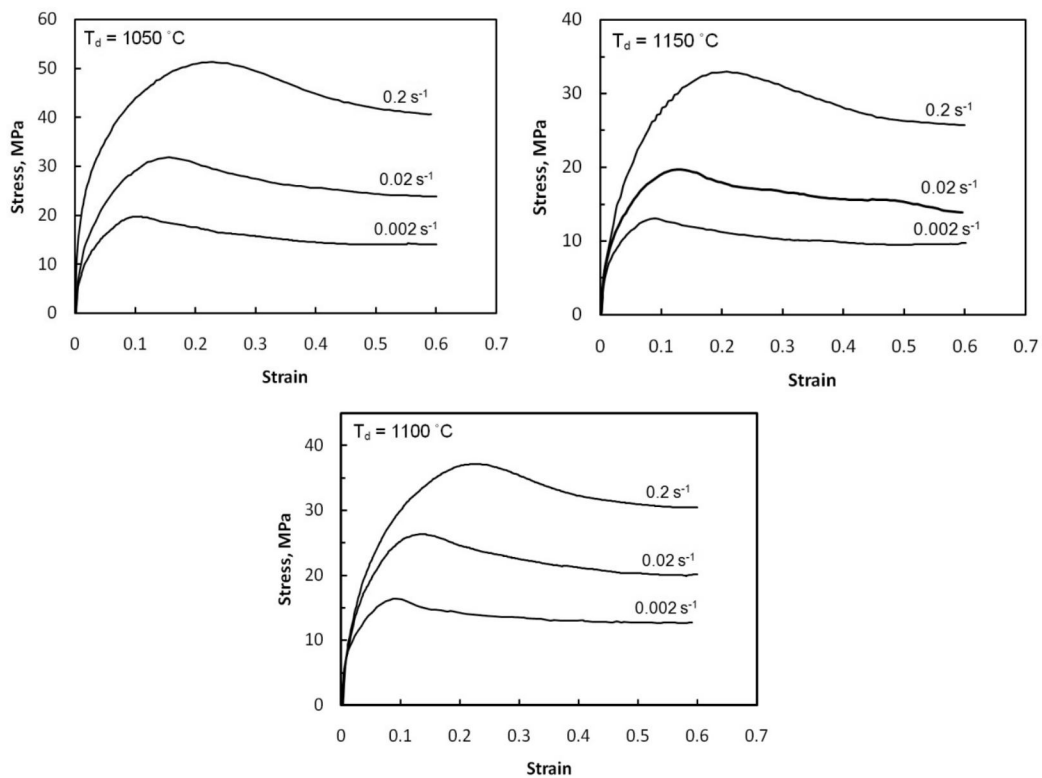 T_d = 1050 °C
Stress, MPa
60
50
40
30
20
10
0
0.2 s⁻¹
0.02 s⁻¹
0.002 s⁻¹
0 0.1 0.2 0.3 0.4 0.5 0.6 0.7
Strain
T_d = 1150 °C
Stress, MPa
40
30
20
10
0
0.2 s⁻¹
0.02 s⁻¹
0.002 s⁻¹
0 0.1 0.2 0.3 0.4 0.5 0.6 0.7
Strain
T_d = 1100 °C
Stress, MPa
40
30
20
10
0
0.2 s⁻¹
0.02 s⁻¹
0.002 s⁻¹
0 0.1 0.2 0.3 0.4 0.5 0.6 0.7
Strain